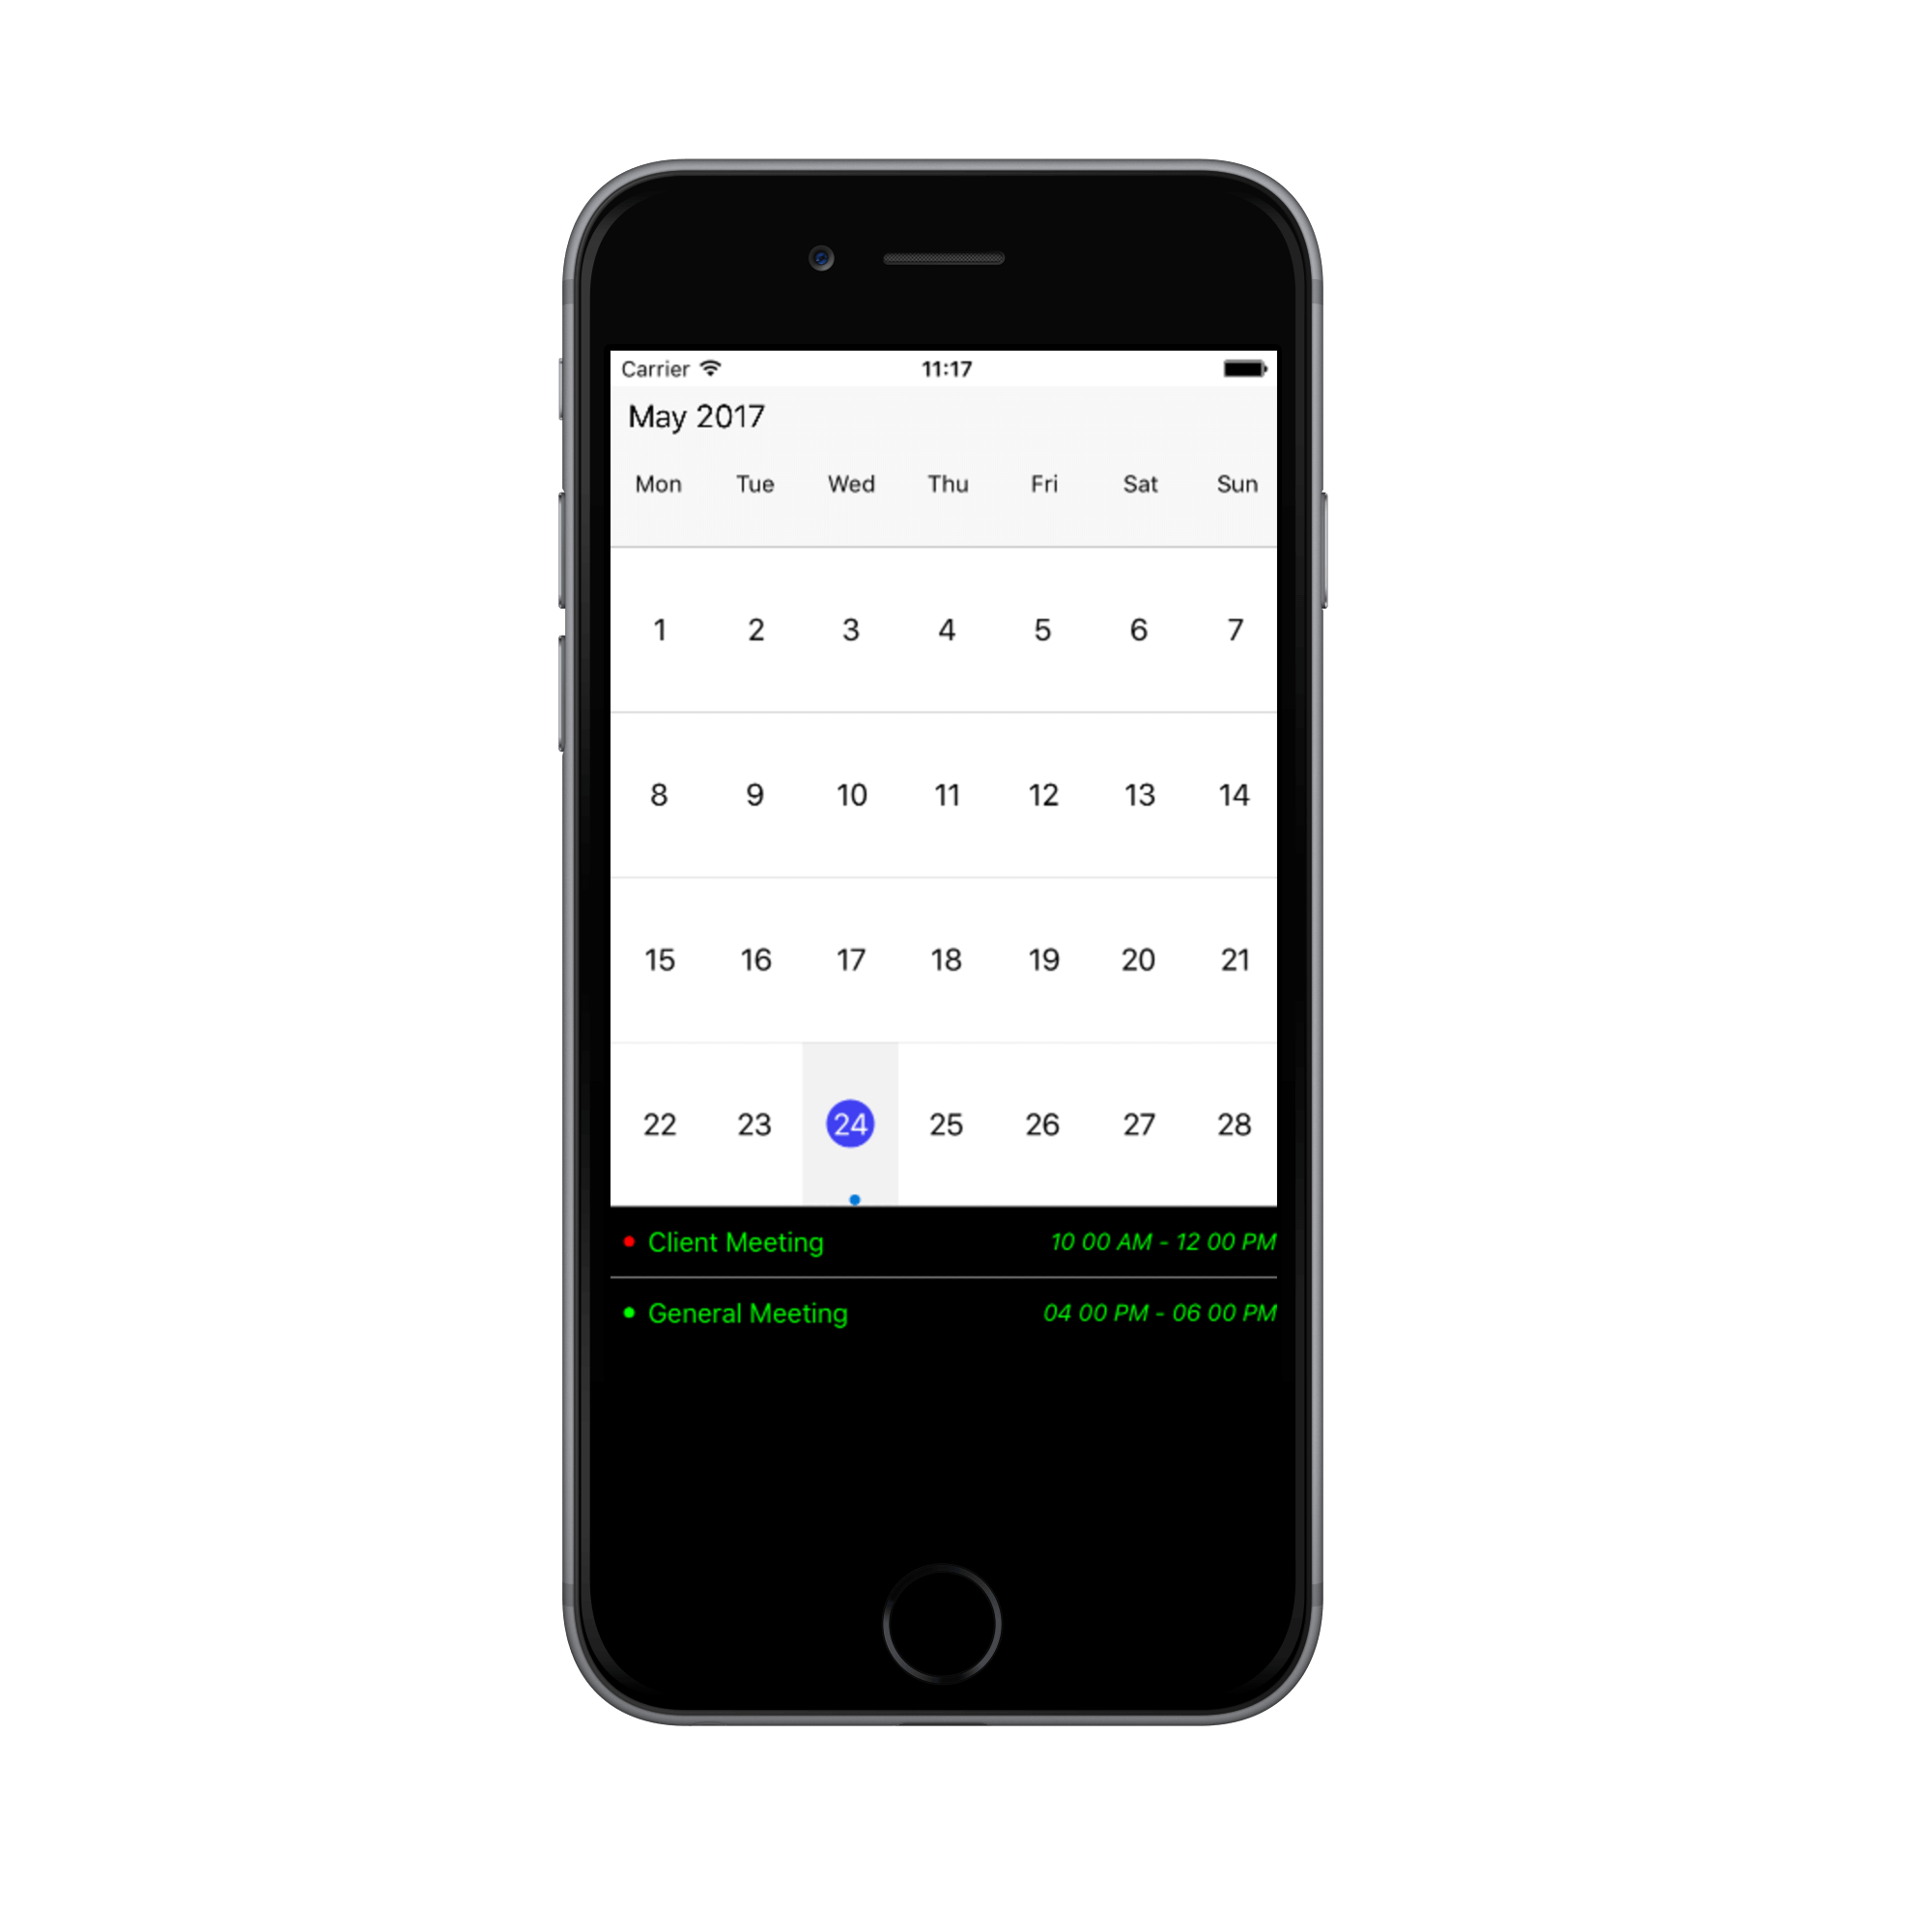 Carrier 11:17
May 2017
Mon Tue Wed Thu Fri Sat Sun
1 2 3 4 5 6 7
8 9 10 11 12 13 14
15 16 17 18 19 20 21
22 23 24 25 26 27 28
Client Meeting 10 00 AM - 12 00 PM
General Meeting 04 00 PM - 06 00 PM